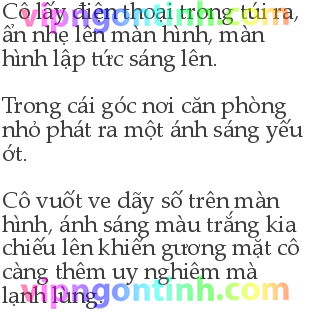 Cô lấy điện thoại trong túi ra,
ẩn nhẹ lên màn hình, màn
hình lập tức sáng lên.
Trong cái góc nơi căn phòng
nhỏ phát ra một ánh sáng yếu
ớt.
Cô vuốt ve dãy số trên màn
hình, ánh sáng màu trắng kia
chiếu lên khiến gương mặt cô
càng thêm uy nghiêm mà
lạnh lùng.
vipngontinh.com
vipngontinh.com